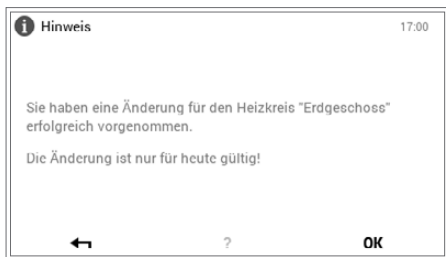 Hinweis 17:00
Sie haben eine Änderung für den Heizkreis "Erdgeschoss"
erfolgreich vorgenommen.
Die Änderung ist nur für heute gültig!
? OK